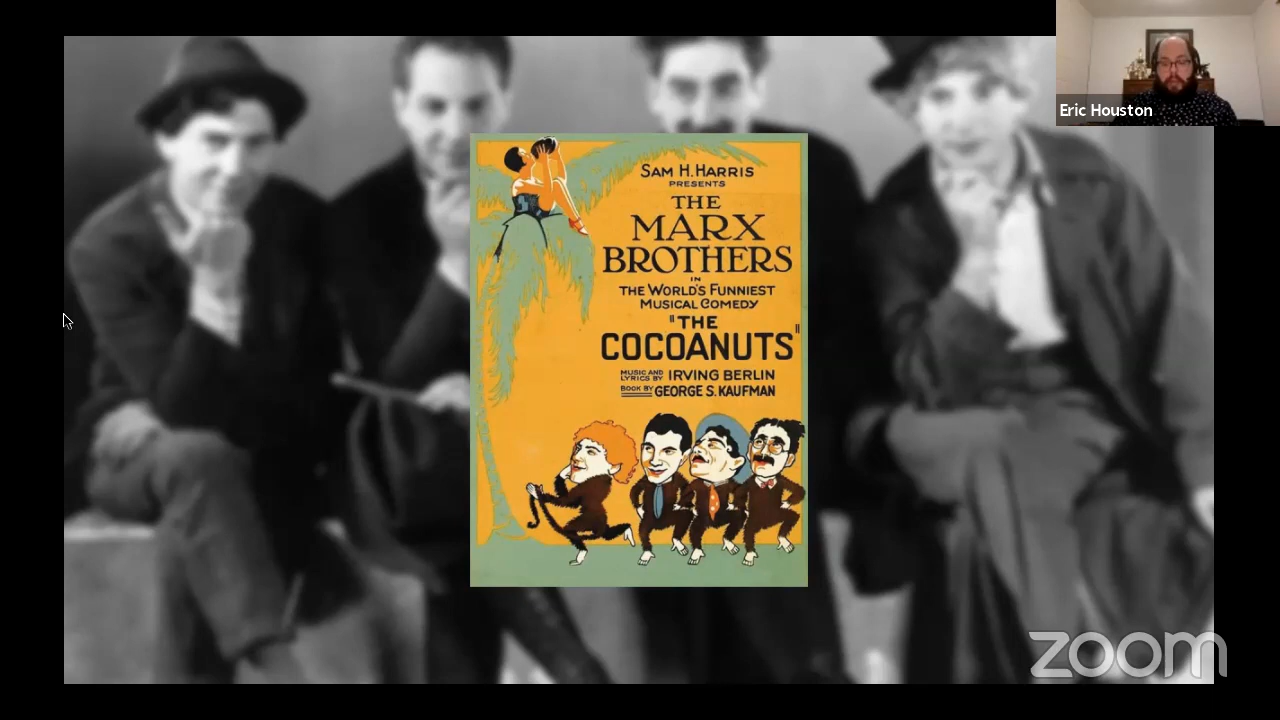 Eric Houston
SAM H. HARRIS
PRESENTS
THE
MARX
BROTHERS
IN
THE WORLD'S FUNNIEST
MUSICAL COMEDY
"THE
COCOANUTS"
MUSIC AND
LYRICS BY IRVING BERLIN
BOOK BY GEORGE S. KAUFMAN
zoom